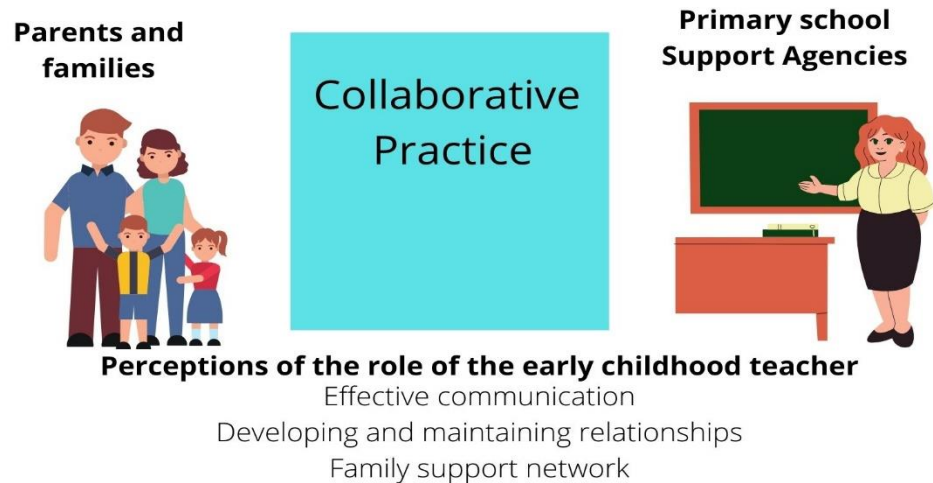 Parents and
families
Collaborative
Practice
Primary school
Support Agencies
Perceptions of the role of the early childhood teacher
Effective communication
Developing and maintaining relationships
Family support network